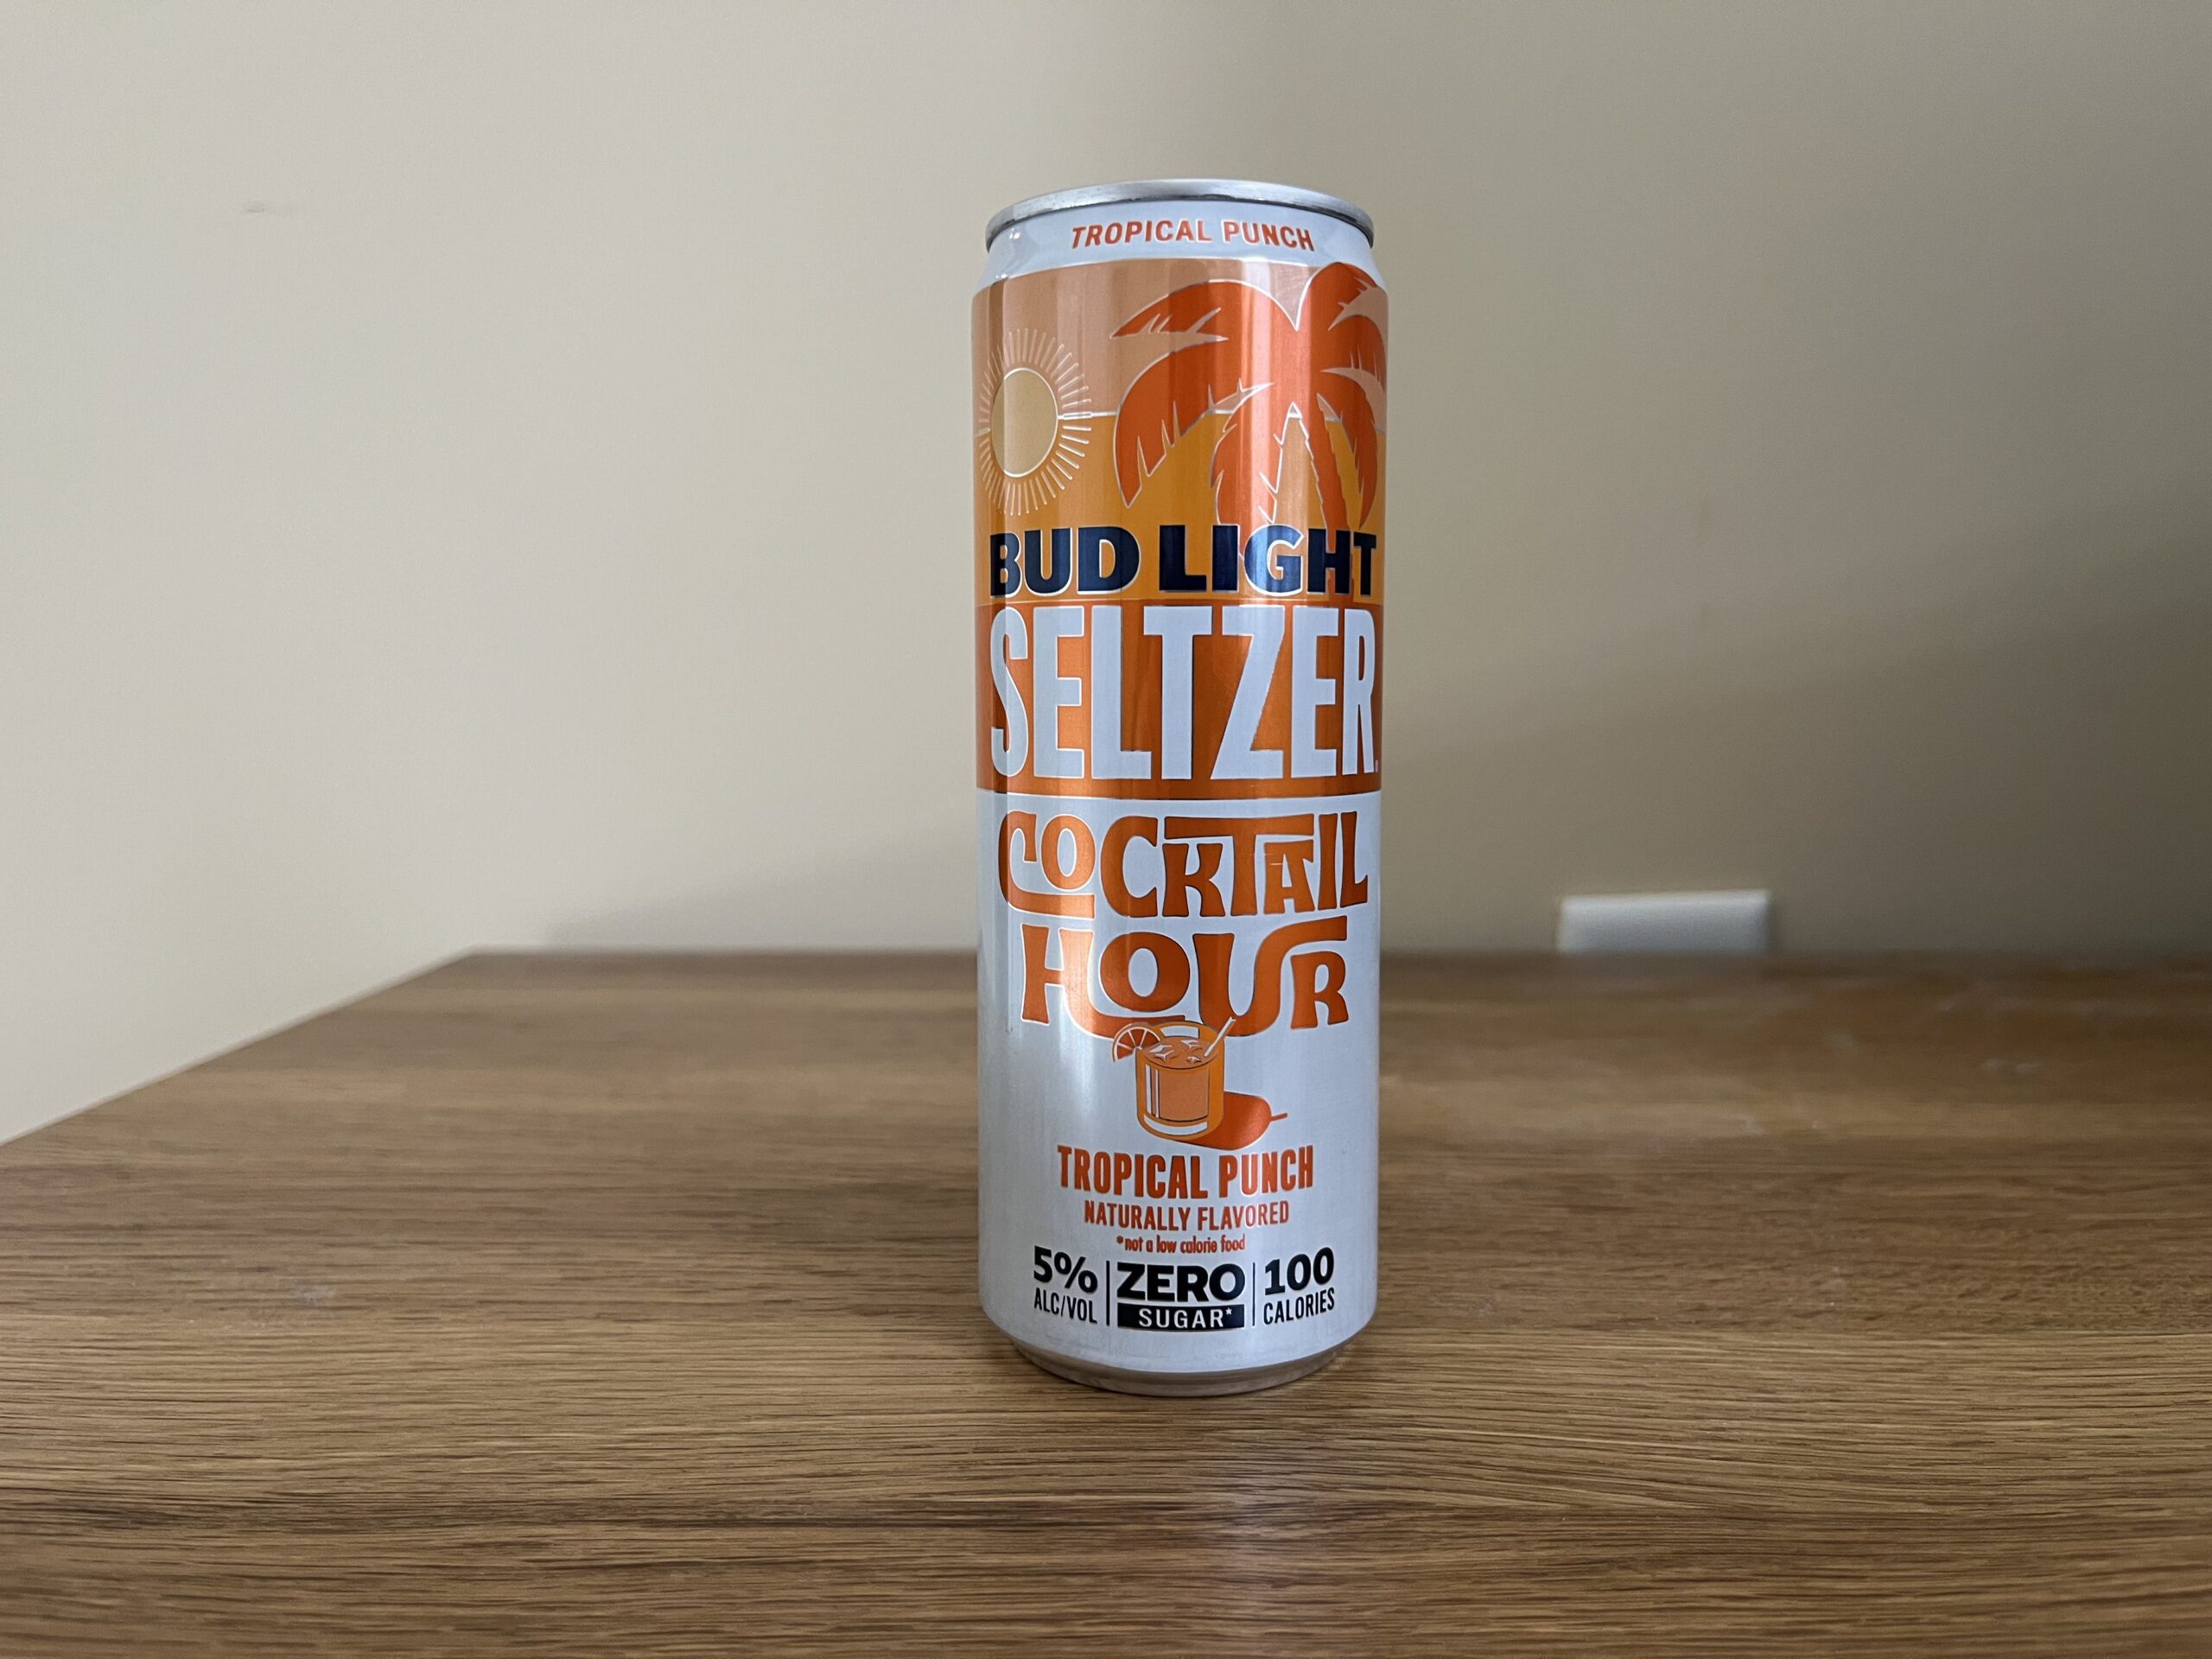 TROPICAL PUNCH
BUD LIGHT
SELTZER.
COCKTAIL
HOUR
TROPICAL PUNCH
NATURALLY FLAVORED
*not a low calorie food
5% ZERO 100
ALC/VOL SUGAR* CALORIES